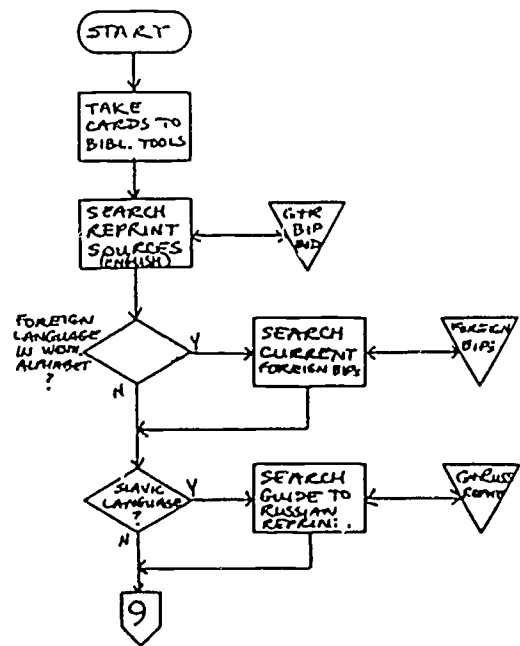 START
TAKE
CARDS TO
BIBL. TOOLS
SEARCH
REPRINT
SOURCES
(ENGLISH)
GTR
BIP
FOREIGN
LANGUAGE
IN
ALPHABET
?
Y
N
SEARCH
CURRENT
FOREIGN BIPs
FOREIGN
BIPs
SLAVIC
LANGUAGE
?
Y
N
SEARCH
GUIDE TO
RUSSIAN
REPRINT.
9